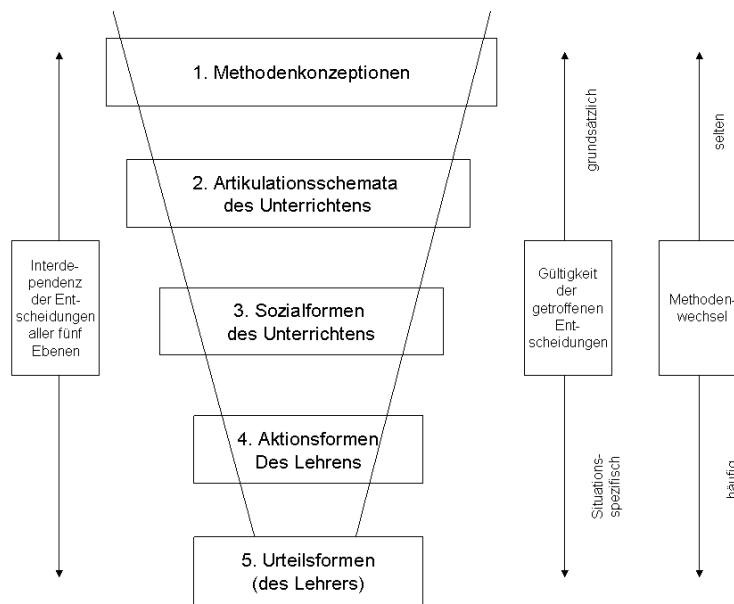 1. Methodenkonzeptionen
2. Artikulationsschemata
des Unterrichtens
3. Sozialformen
des Unterrichtens
4. Aktionsformen
Des Lehrens
5. Urteilsformen
(des Lehrers)
Interde-
pendenz
der Ent-
scheidungen
aller fünf
Ebenen
grundsätzlich
Gültigkeit
der
getroffenen
Ent-
scheidungen
Situations-
spezifisch
selten
Methoden-
wechsel
häufig